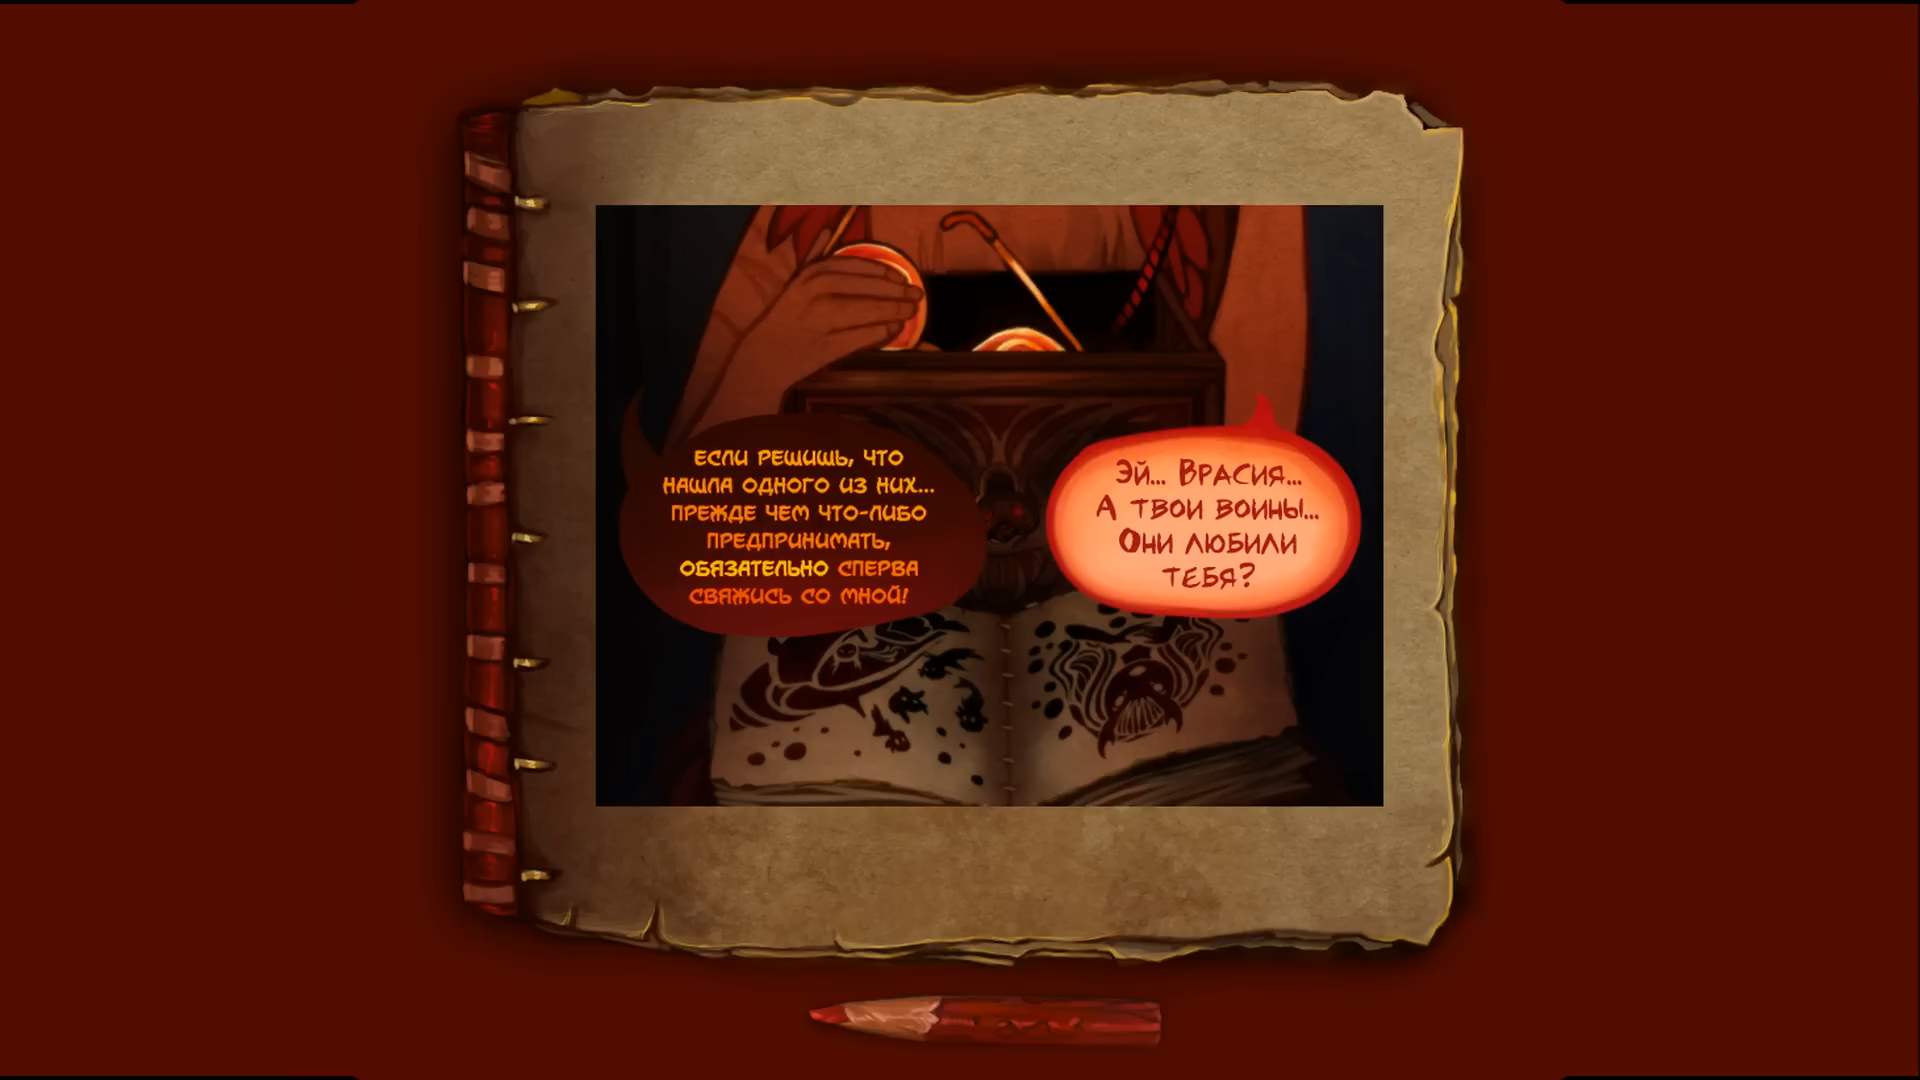 ЕСЛИ РЕШИШЬ, ЧТО
НАШЛА ОДНОГО ИЗ НИХ...
ПРЕЖДЕ ЧЕМ ЧТО-ЛИБО
ПРЕДПРИНИМАТЬ,
ОБЯЗАТЕЛЬНО СПЕРВА
СВЯЖИСЬ СО МНОЙ!
Эй... Врасия...
А твои воины...
Они любили
тебя?